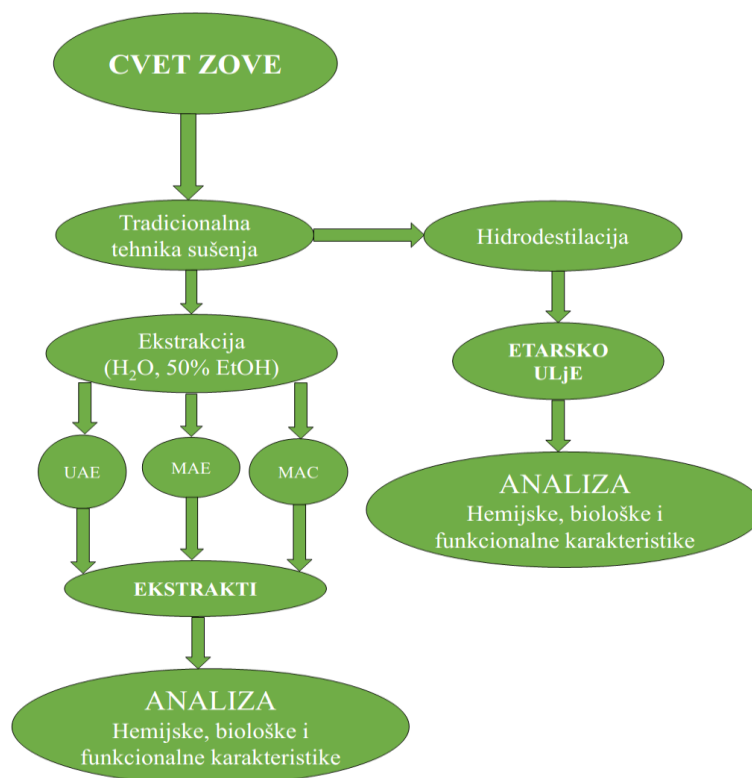 CVET ZOVE
Tradicionalna
tehnika sušenja
Hidrodestilacija
Ekstrakcija
(H₂O, 50% EtOH)
ETARSKO
ULjE
UAE
MAE
MAC
ANALIZA
Hemijske, biološke i
funkcionalne karakteristike
EKSTRAKTI
ANALIZA
Hemijske, biološke i
funkcionalne karakteristike